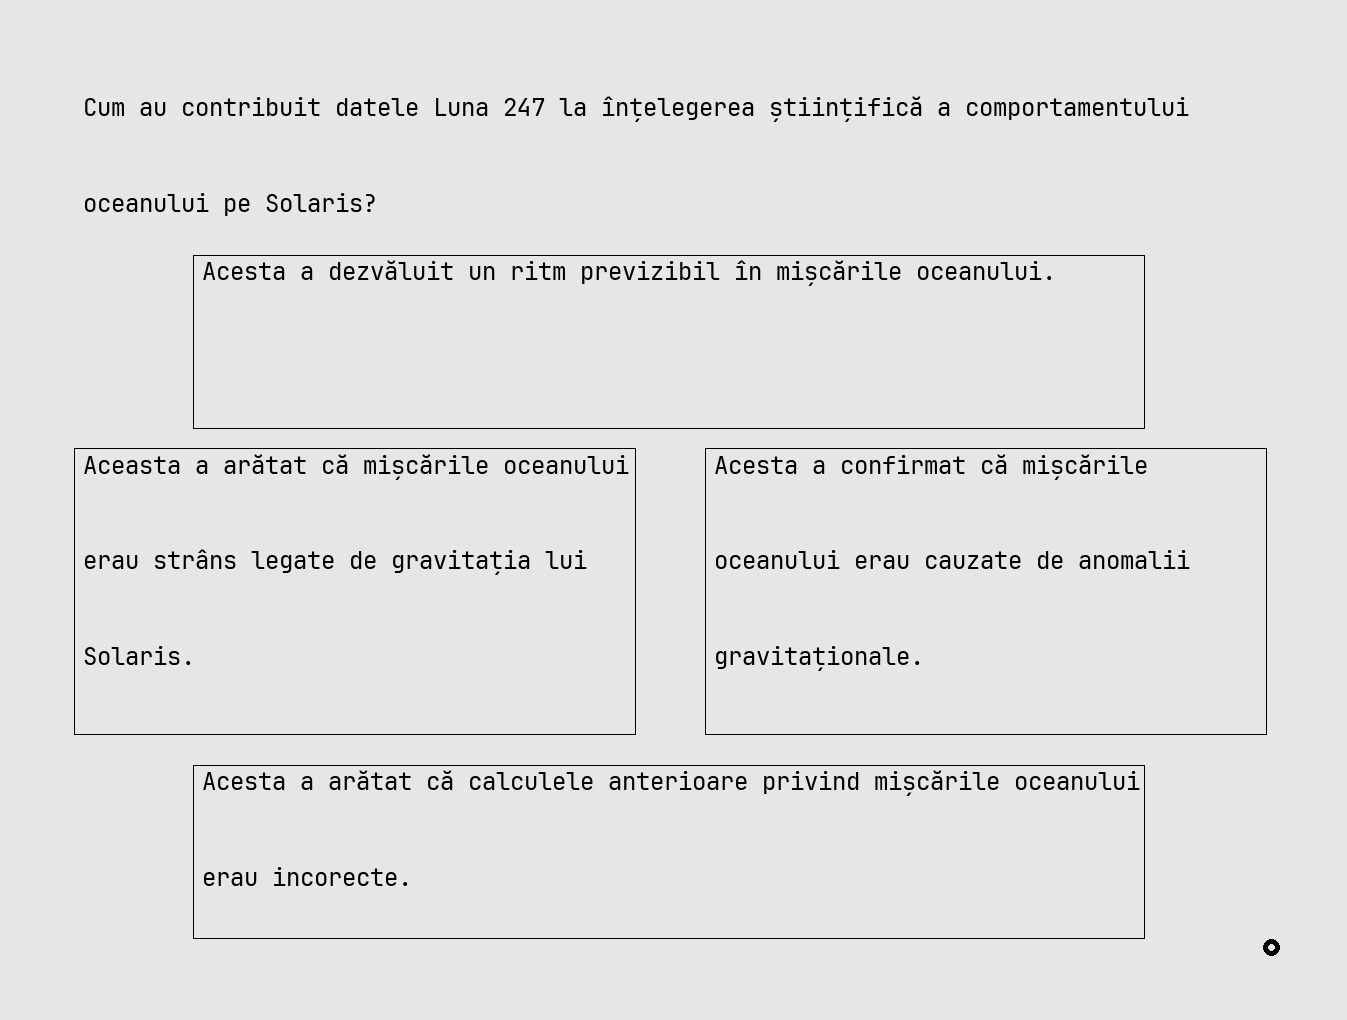 Cum au contribuit datele Luna 247 la înțelegerea științifică a comportamentului
oceanului pe Solaris?
Acesta a dezvăluit un ritm previzibil în mișcările oceanului.
Aceasta a arătat că mișcările oceanului
erau strâns legate de gravitația lui
Solaris.
Acesta a confirmat că mișcările
oceanului erau cauzate de anomalii
gravitaționale.
Acesta a arătat că calculele anterioare privind mișcările oceanului
erau incorecte.